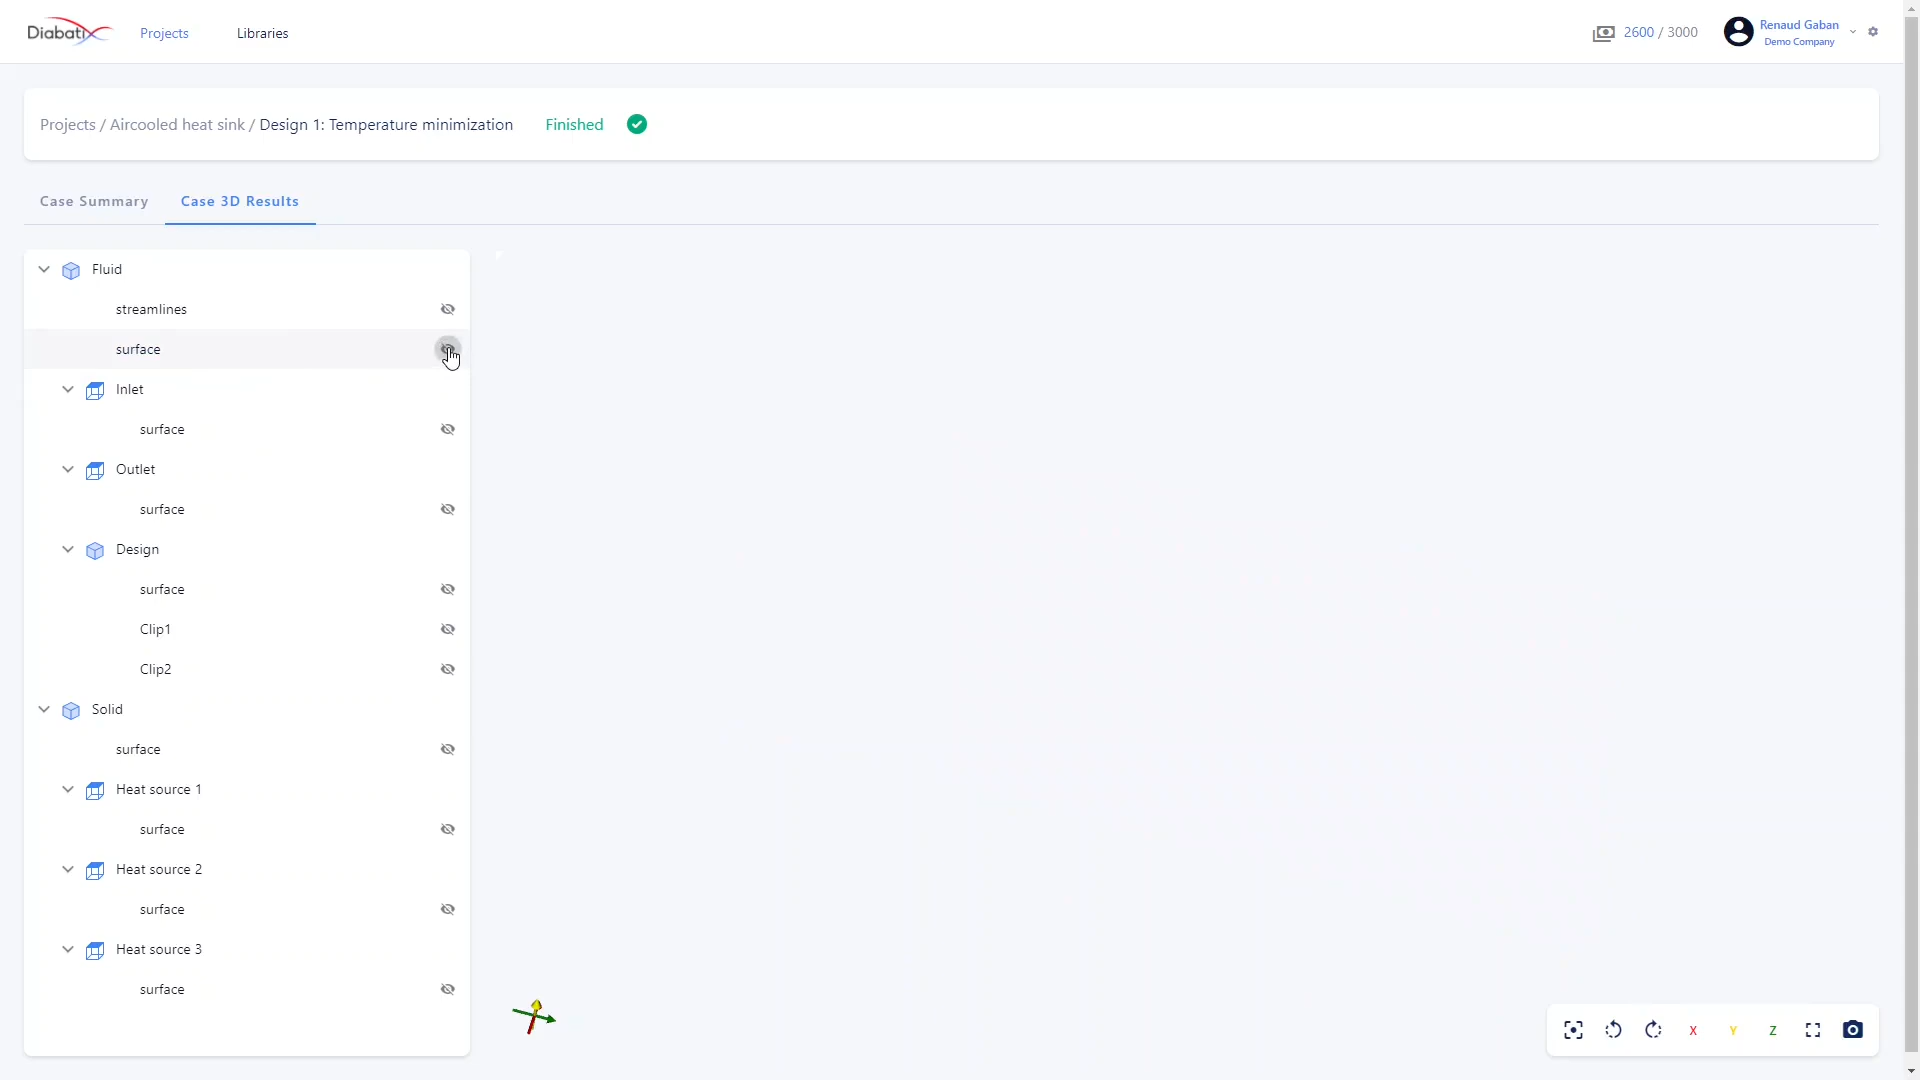 Diabatix
Projects
Libraries
2600 / 3000
Renaud Gaban
Demo Company
Projects / Aircooled heat sink / Design 1: Temperature minimization
Finished
Case Summary
Case 3D Results
Fluid
streamlines
surface
Inlet
surface
Outlet
surface
Design
surface
Clip1
Clip2
Solid
surface
Heat source 1
surface
Heat source 2
surface
Heat source 3
surface
X
Y
Z